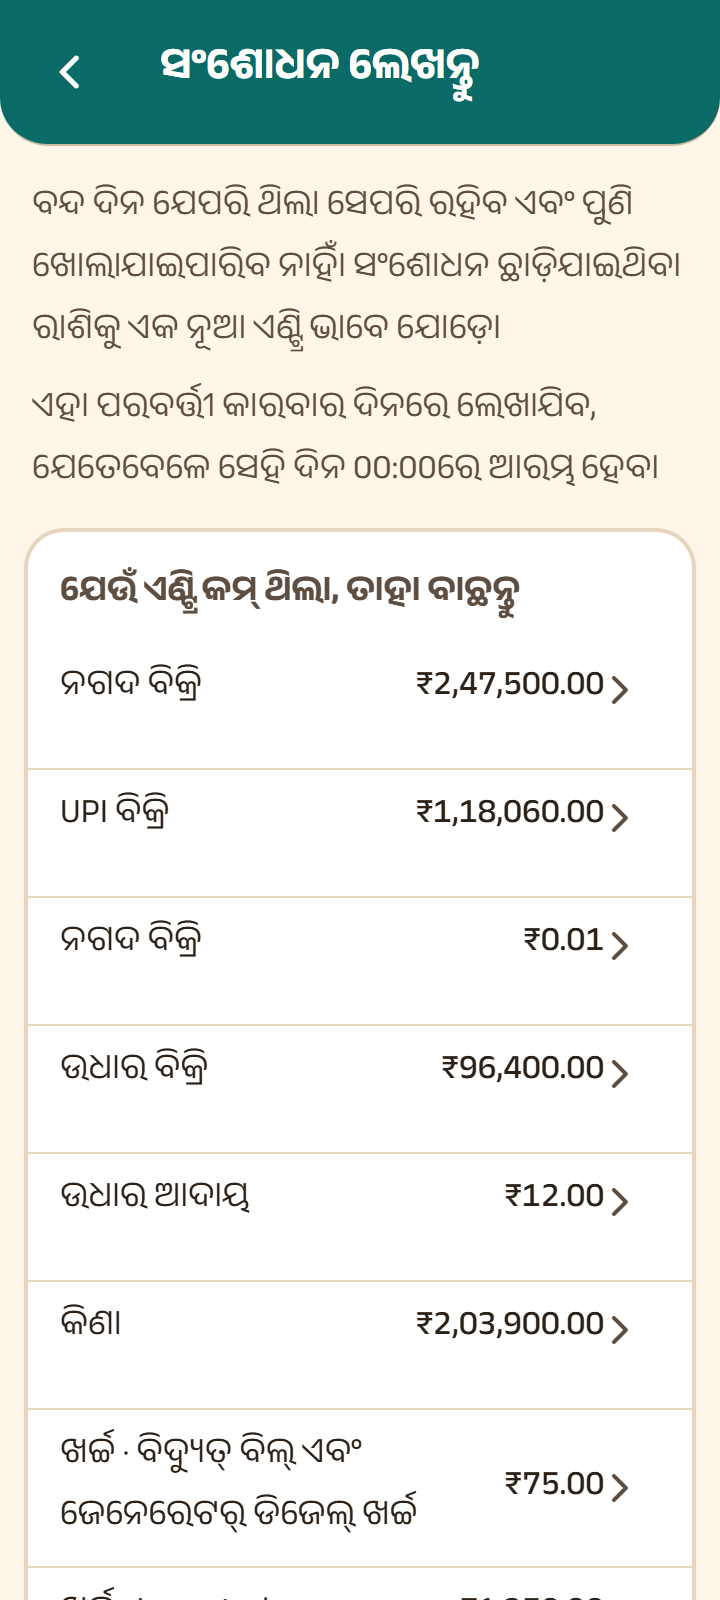 ସଂଶୋଧନ ଲେଖନ୍ତୁ
ବନ୍ଦ ଦିନ ଯେପରି ଥିଲା ସେପରି ରହିବ ଏବଂ ପୁଣି
ଖୋଲାଯାଇପାରିବ ନାହିଁ। ସଂଶୋଧନ ଛାଡ଼ିଯାଇଥିବା
ରାଶିକୁ ଏକ ନୂଆ ଏଣ୍ଟ୍ରି ଭାବେ ଯୋଡ଼େ।
ଏହା ପରବର୍ତ୍ତୀ କାରବାର ଦିନରେ ଲେଖାଯିବ,
ଯେତେବେଳେ ସେହି ଦିନ 00:00ରେ ଆରମ୍ଭ ହେବ।
ଯେଉଁ ଏଣ୍ଟ୍ରି କମ୍ ଥିଲା, ତାହା ବାଛନ୍ତୁ
ନଗଦ ବିକ୍ରି ₹2,47,500.00
UPI ବିକ୍ରି ₹1,18,060.00
ନଗଦ ବିକ୍ରି ₹0.01
ଉଧାର ବିକ୍ରି ₹96,400.00
ଉଧାର ଆଦାୟ ₹12.00
କିଣା ₹2,03,900.00
ଖର୍ଚ୍ଚ · ବିଦ୍ୟୁତ୍ ବିଲ୍ ଏବଂ
ଜେନେରେଟର୍ ଡିଜେଲ୍ ଖର୍ଚ୍ଚ ₹75.00